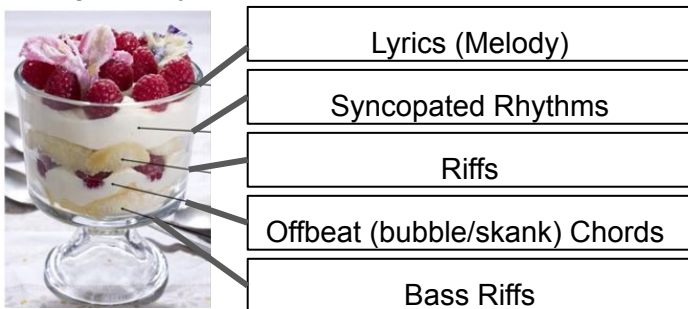 Lyrics (Melody)
Syncopated Rhythms
Riffs
Offbeat (bubble/skank) Chords
Bass Riffs